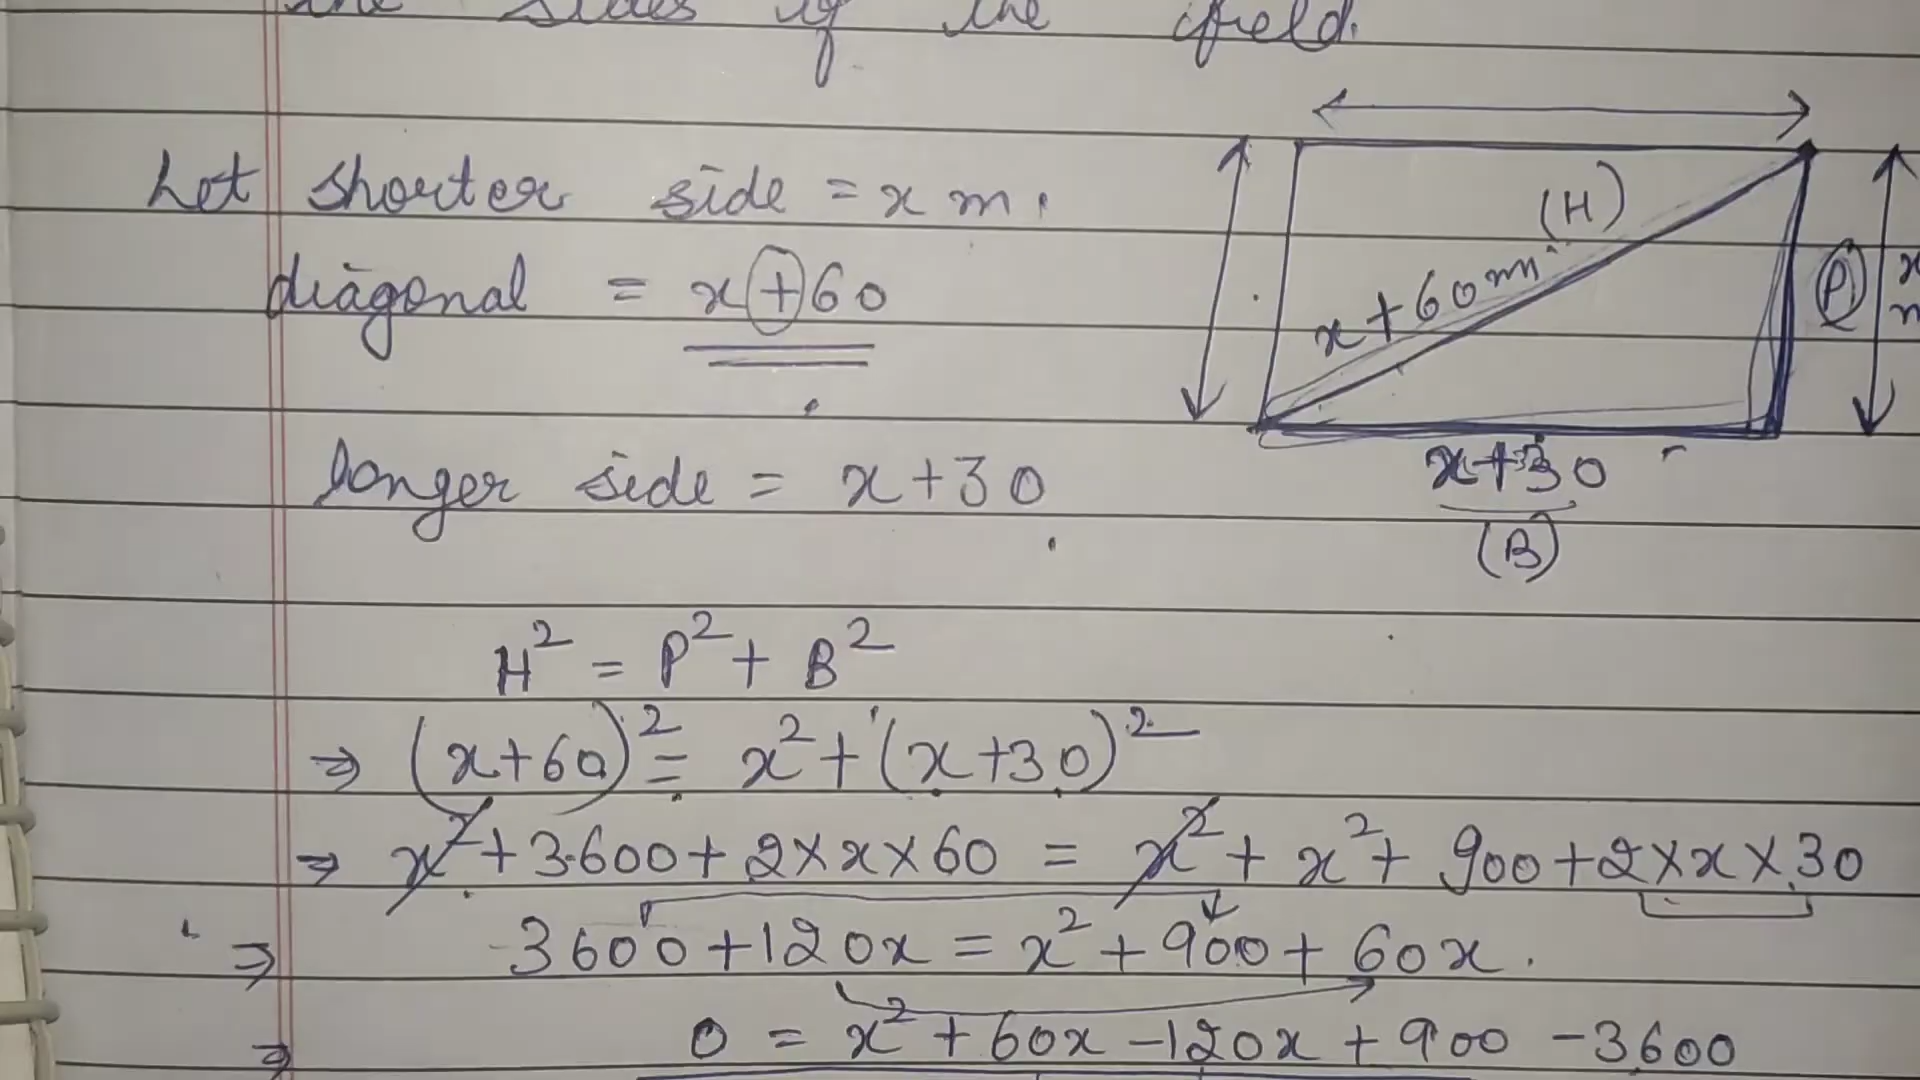 the sides of the field.
Let shorter side = x m.
diagonal = x + 60
longer side = x + 30
(H)
x + 60 m
(P)
x
m
x + 30
(B)
H² = P² + B²
⇒ (x+60)² = x² + (x+30)²
⇒ x² + 3600 + 2×x×60 = x² + x² + 900 + 2×x×30
⇒ 3600 + 120x = x² + 900 + 60x.
⇒ 0 = x² + 60x - 120x + 900 - 3600